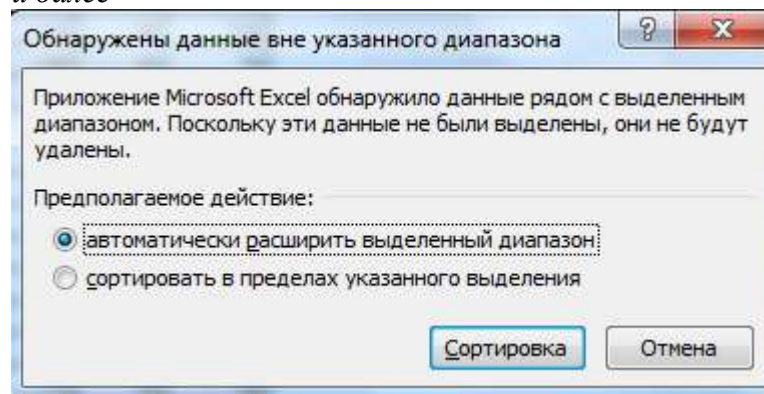 и далее
Обнаружены данные вне указанного диапазона
Приложение Microsoft Excel обнаружило данные рядом с выделенным
диапазоном. Поскольку эти данные не были выделены, они не будут
удалены.
Предполагаемое действие:
автоматически расширить выделенный диапазон
сортировать в пределах указанного выделения
Сортировка Отмена